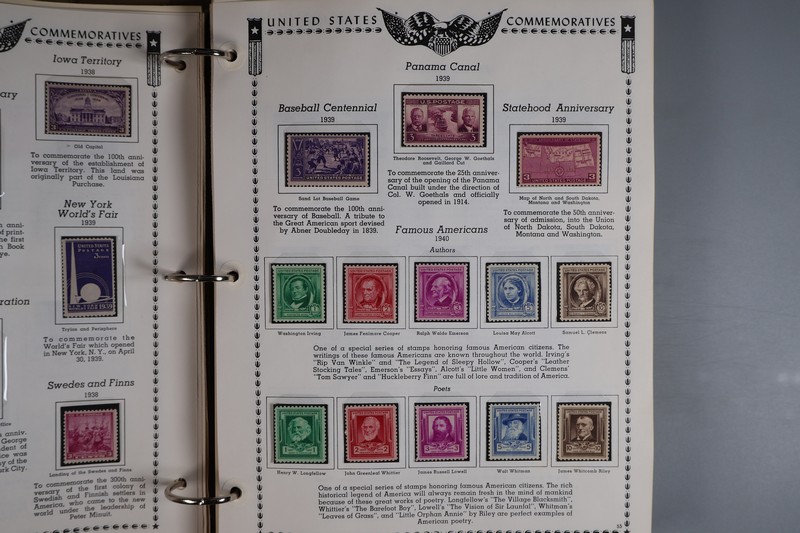 COMMEMORATIVES
Iowa Territory
1938
Old Capitol
To commemorate the 100th anni-
versary of the establishment of
Iowa Territory. This land was
originally part of the Louisiana
Purchase.
New York
World's Fair
1939
Trylon and Perisphere
To commemorate the
World's Fair which opened
in New York, N. Y., on April
30, 1939.
Swedes and Finns
1938
Landing of the Swedes and Finns
To commemorate the 300th anni-
versary of the first colony of
Swedish and Finnish settlers in
America, who came to the new
world under the leadership of
Peter Minuit.
UNITED STATES COMMEMORATIVES
Panama Canal
1939
U.S. POSTAGE
Theodore Roosevelt, George W. Goethals
and Gaillard Cut
To commemorate the 25th anniver-
sary of the opening of the Panama
Canal built under the direction of
Col. W. Goethals and officially
opened in 1914.
Baseball Centennial
1939
Sand Lot Baseball Game
To commemorate the 100th anni-
versary of Baseball. A tribute to
the Great American sport devised
by Abner Doubleday in 1839.
Statehood Anniversary
1939
Map of North and South Dakota,
Montana and Washington
To commemorate the 50th anniver-
sary of admission, into the Union
of North Dakota, South Dakota,
Montana and Washington.
Famous Americans
1940
Authors
Washington Irving
James Fenimore Cooper
Ralph Waldo Emerson
Louisa May Alcott
Samuel L. Clemens
One of a special series of stamps honoring famous American citizens. The
writings of these famous Americans are known throughout the world. Irving's
"Rip Van Winkle" and "The Legend of Sleepy Hollow", Cooper's "Leather
Stocking Tales", Emerson's "Essays", Alcott's "Little Women", and Clemens'
"Tom Sawyer" and "Huckleberry Finn" are full of lore and tradition of America.
Poets
Henry W. Longfellow
John Greenleaf Whittier
James Russell Lowell
Walt Whitman
James Whitcomb Riley
One of a special series of stamps honoring famous American citizens. The rich
historical legend of America will always remain fresh in the mind of mankind
because of these great works of poetry. Longfellow's "The Village Blacksmith",
Whittier's "The Barefoot Boy", Lowell's "The Vision of Sir Launfal", Whitman's
"Leaves of Grass", and "Little Orphan Annie" by Riley are perfect examples of
American poetry.